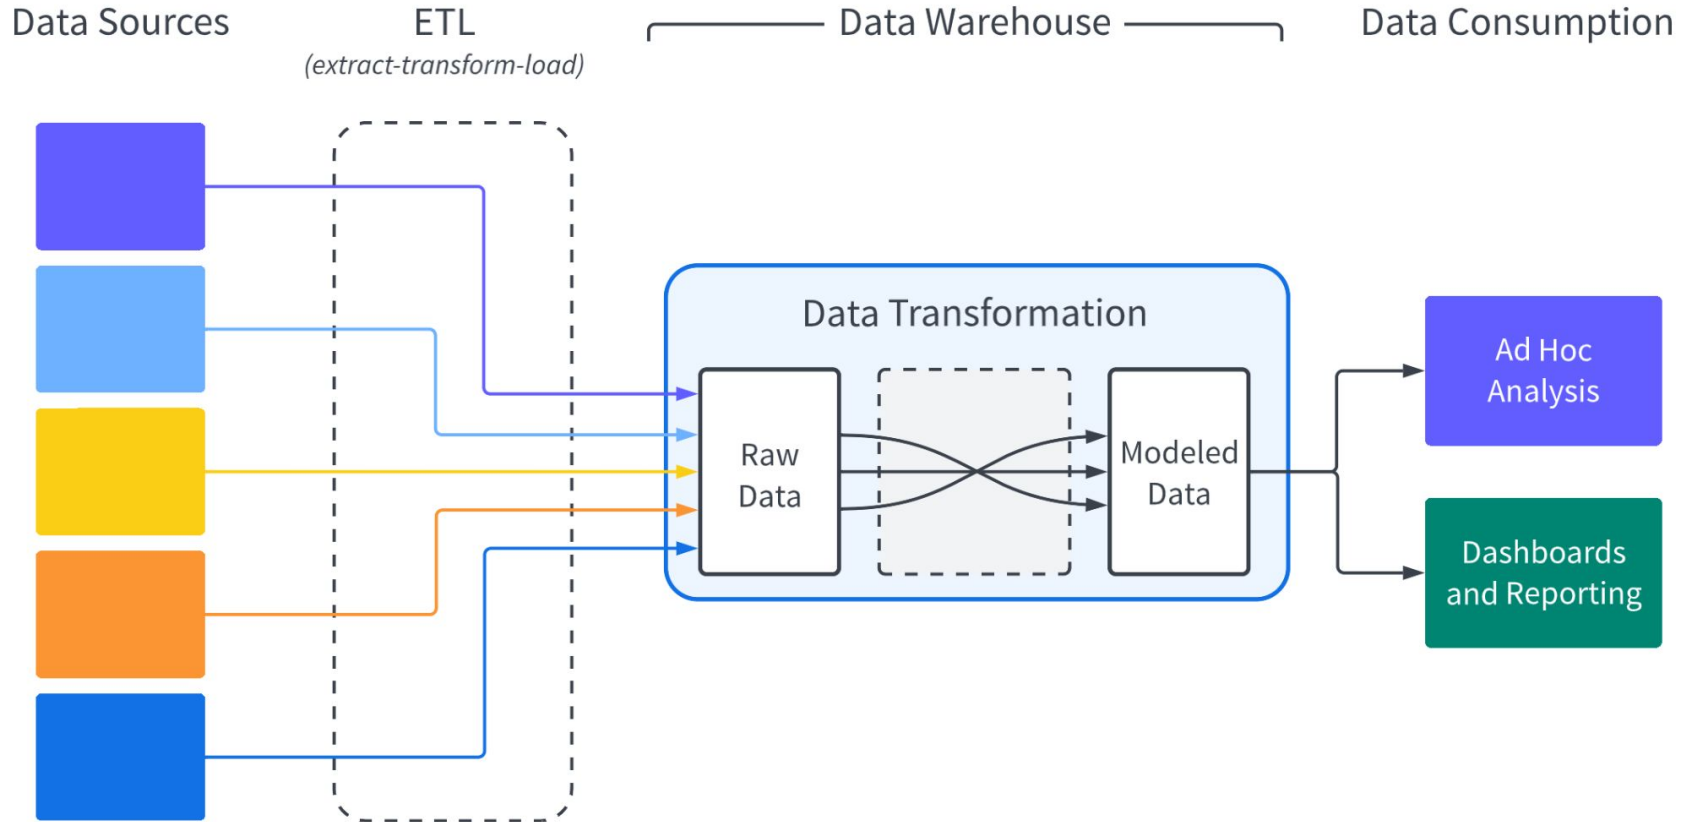 Data Sources
ETL
(extract-transform-load)
Data Warehouse
Data Consumption
Data Transformation
Raw
Data
Modeled
Data
Ad Hoc
Analysis
Dashboards
and Reporting